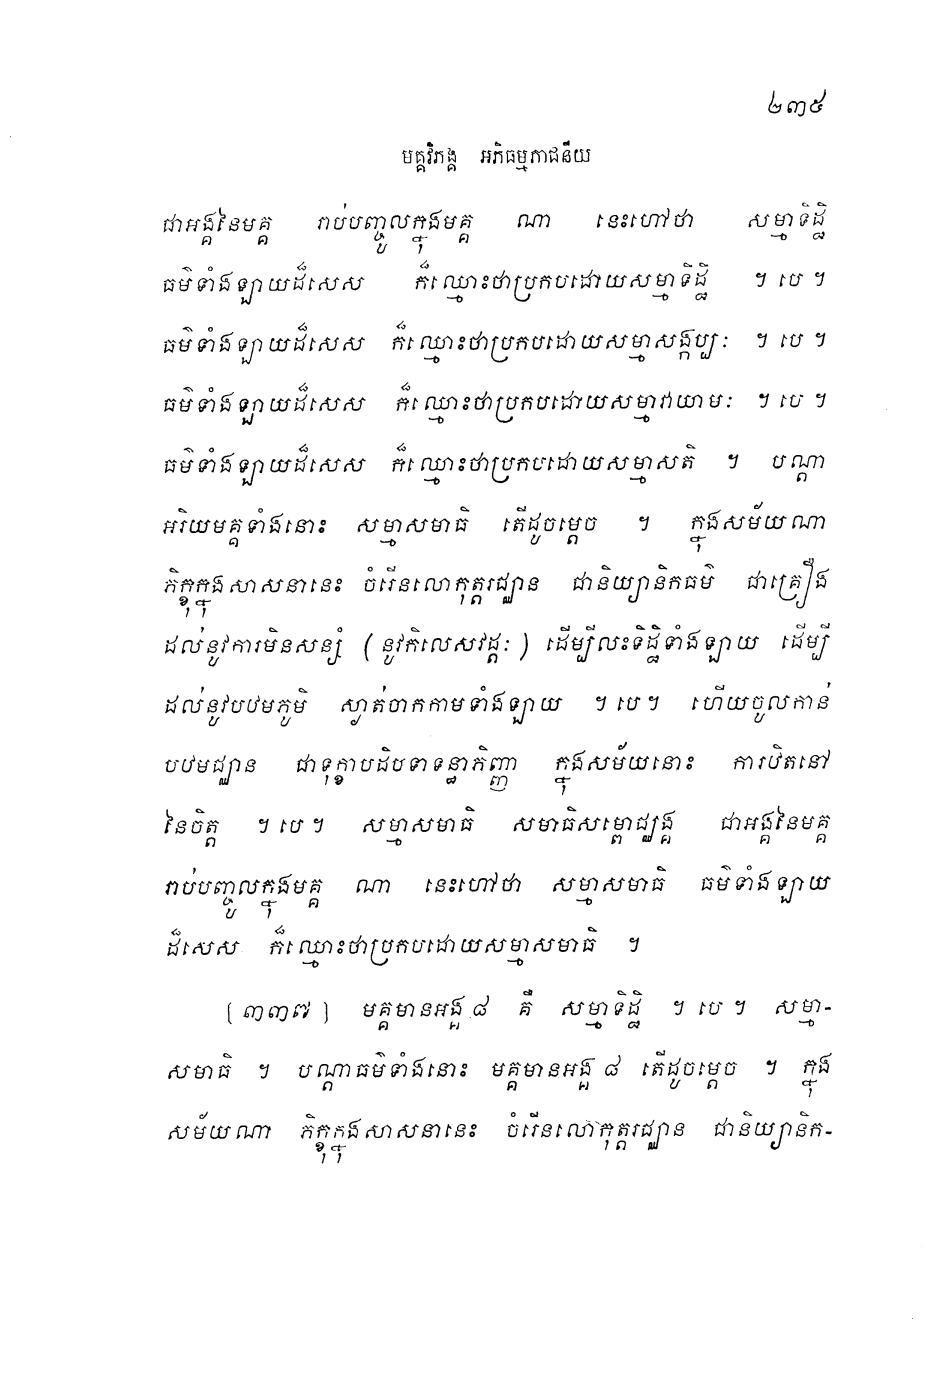 ២៣៥
មគ្គវិភង្គ អភិធម្មភាជនីយ
ជាអង្គនៃមគ្គ រាប់បញ្ចូលក្នុងមគ្គ ណា នេះហៅថា សម្មាទិដ្ឋិ
ធម៌ទាំងឡាយដ៏សេស ក៏ឈ្មោះថាប្រកបដោយសម្មាទិដ្ឋិ ។ បេ ។
ធម៌ទាំងឡាយដ៏សេស ក៏ឈ្មោះថាប្រកបដោយសម្មាសង្កប្បៈ ។ បេ ។
ធម៌ទាំងឡាយដ៏សេស ក៏ឈ្មោះថាប្រកបដោយសម្មាវាយាមៈ ។ បេ ។
ធម៌ទាំងឡាយដ៏សេស ក៏ឈ្មោះថាប្រកបដោយសម្មាសតិ ។ បណ្តា
អរិយមគ្គទាំងនោះ សម្មាសមាធិ តើដូចម្តេច ។ ក្នុងសម័យណា
ភិក្ខុក្នុងសាសនានេះ ចំរើនលោកុត្តរជ្ឈាន ជានិយ្យានិកធម៌ ជាគ្រឿង
ដល់នូវការមិនសន្សំ (នូវកិលេសវដ្តៈ) ដើម្បីលះទិដ្ឋិទាំងឡាយ ដើម្បី
ដល់នូវបឋមភូមិ ស្ងាត់ចាកកាមទាំងឡាយ ។ បេ ។ ហើយចូលកាន់
បឋមជ្ឈាន ជាទុក្ខាបដិបទាទន្ធាភិញ្ញា ក្នុងសម័យនោះ ការឋិតនៅ
នៃចិត្ត ។ បេ ។ សម្មាសមាធិ សមាធិសម្ពោជ្ឈង្គ ជាអង្គនៃមគ្គ
រាប់បញ្ចូលក្នុងមគ្គ ណា នេះហៅថា សម្មាសមាធិ ធម៌ទាំងឡាយ
ដ៏សេស ក៏ឈ្មោះថាប្រកបដោយសម្មាសមាធិ ។
(៣៣៧) មគ្គមានអង្គ ៨ គឺ សម្មាទិដ្ឋិ ។ បេ ។ សម្មា-
សមាធិ ។ បណ្តាធម៌ទាំងនោះ មគ្គមានអង្គ ៨ តើដូចម្តេច ។ ក្នុង
សម័យណា ភិក្ខុក្នុងសាសនានេះ ចំរើនលោកុត្តរជ្ឈាន ជានិយ្យានិក-